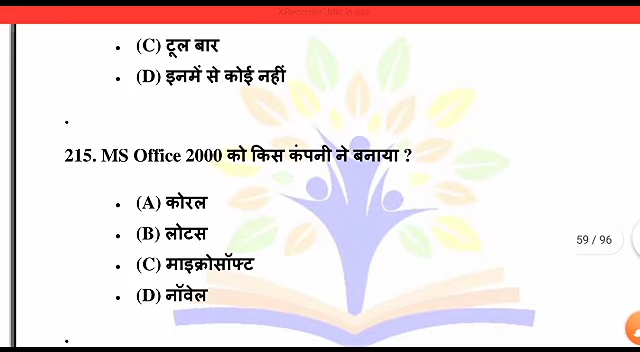 • (C) टूल बार
• (D) इनमें से कोई नहीं
.
215. MS Office 2000 को किस कंपनी ने बनाया ?
• (A) कोरल
• (B) लोटस
• (C) माइक्रोसॉफ्ट
• (D) नॉवेल
59 / 96
.